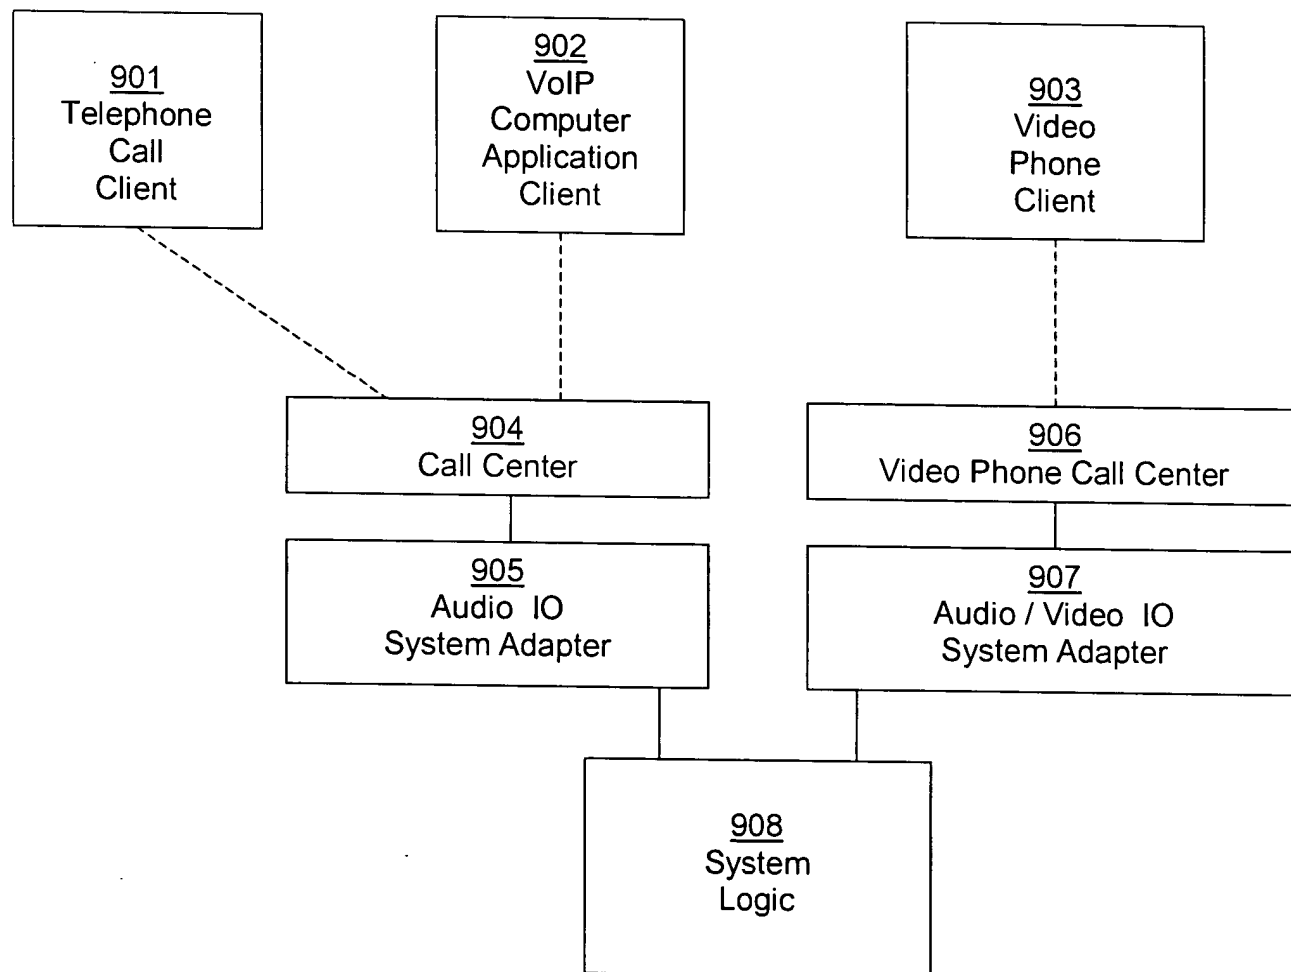 901
Telephone
Call
Client
902
VoIP
Computer
Application
Client
903
Video
Phone
Client
904
Call Center
906
Video Phone Call Center
905
Audio IO
System Adapter
907
Audio / Video IO
System Adapter
908
System
Logic